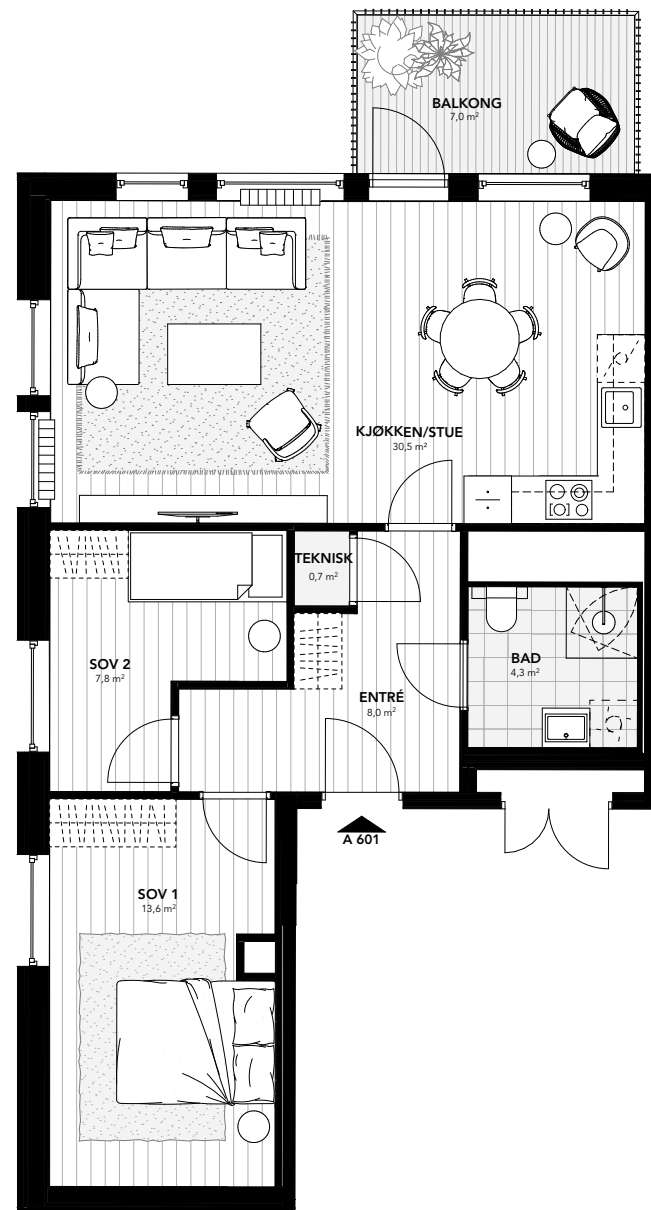 BALKONG
7,0 m²
KJØKKEN/STUE
30,5 m²
TEKNISK
0,7 m²
SOV 2
7,8 m²
BAD
4,3 m²
ENTRÉ
8,0 m²
A 601
SOV 1
13,6 m²